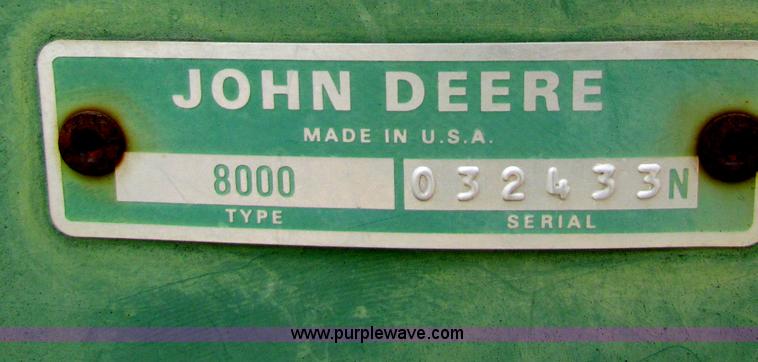 JOHN DEERE
MADE IN U.S.A.
8000 032433N
TYPE SERIAL
www.purplewave.com